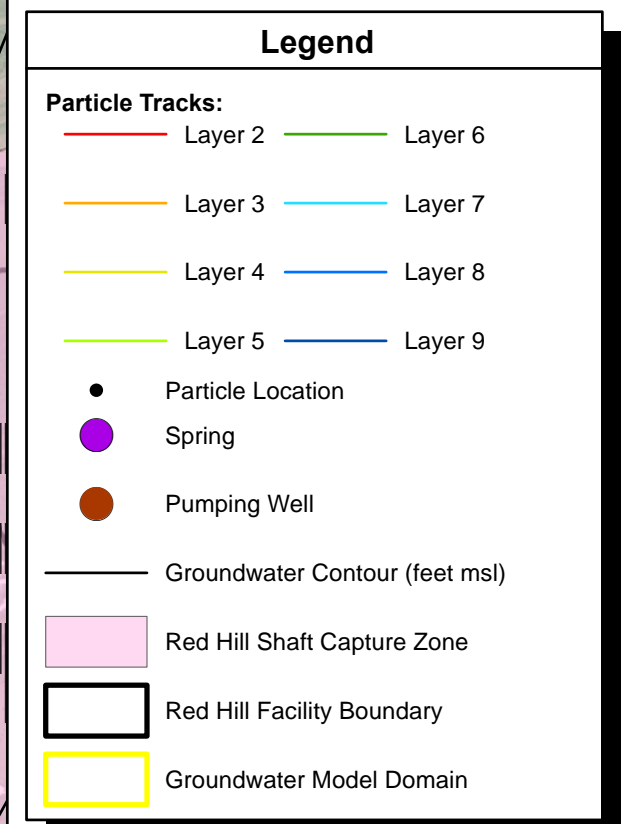 Legend
Particle Tracks:
Layer 2 Layer 6
Layer 3 Layer 7
Layer 4 Layer 8
Layer 5 Layer 9
Particle Location
Spring
Pumping Well
Groundwater Contour (feet msl)
Red Hill Shaft Capture Zone
Red Hill Facility Boundary
Groundwater Model Domain